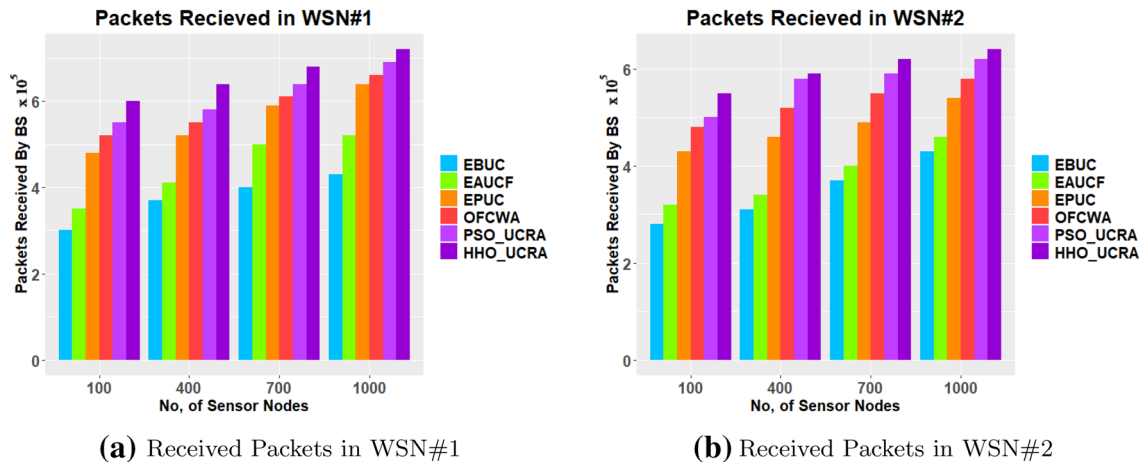 Packets Recieved in WSN#1
Packets Received By BS x 10^5
6
4
2
0
100 400 700 1000
No, of Sensor Nodes
EBUC
EAUCF
EPUC
OFCWA
PSO_UCRA
HHO_UCRA
(a) Received Packets in WSN#1
Packets Recieved in WSN#2
Packets Received By BS x 10^5
6
4
2
0
100 400 700 1000
No, of Sensor Nodes
EBUC
EAUCF
EPUC
OFCWA
PSO_UCRA
HHO_UCRA
(b) Received Packets in WSN#2